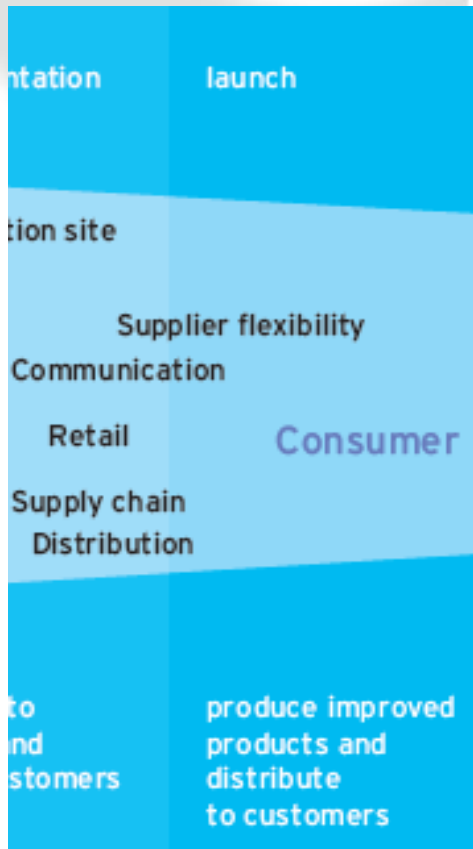 ntation
launch
tion site
Supplier flexibility
Communication
Retail
Consumer
Supply chain
Distribution
to
nd
stomers
produce improved
products and
distribute
to customers